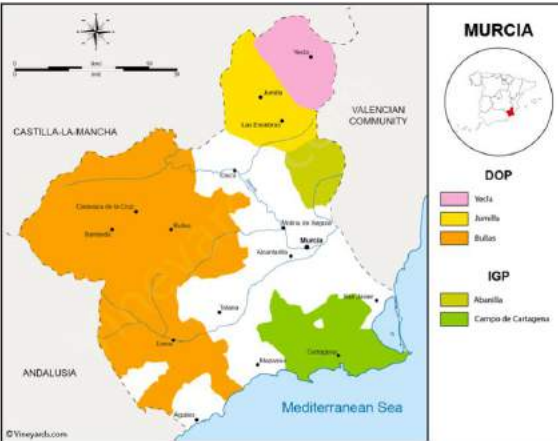 MURCIA
DOP
Yecla
Jumilla
Bullas
IGP
Abanilla
Campo de Cartagena
CASTILLA-LA-MANCHA
VALENCIAN
COMMUNITY
ANDALUSIA
Mediterranean Sea
Yecla
Jumilla
Cieza
Caravaca de la Cruz
Bullas
Molina de Segura
Murcia
Alcantarilla
Totana
San Javier
Lorca
Cartagena
Mazarrón
Águilas
© Vineyards.com